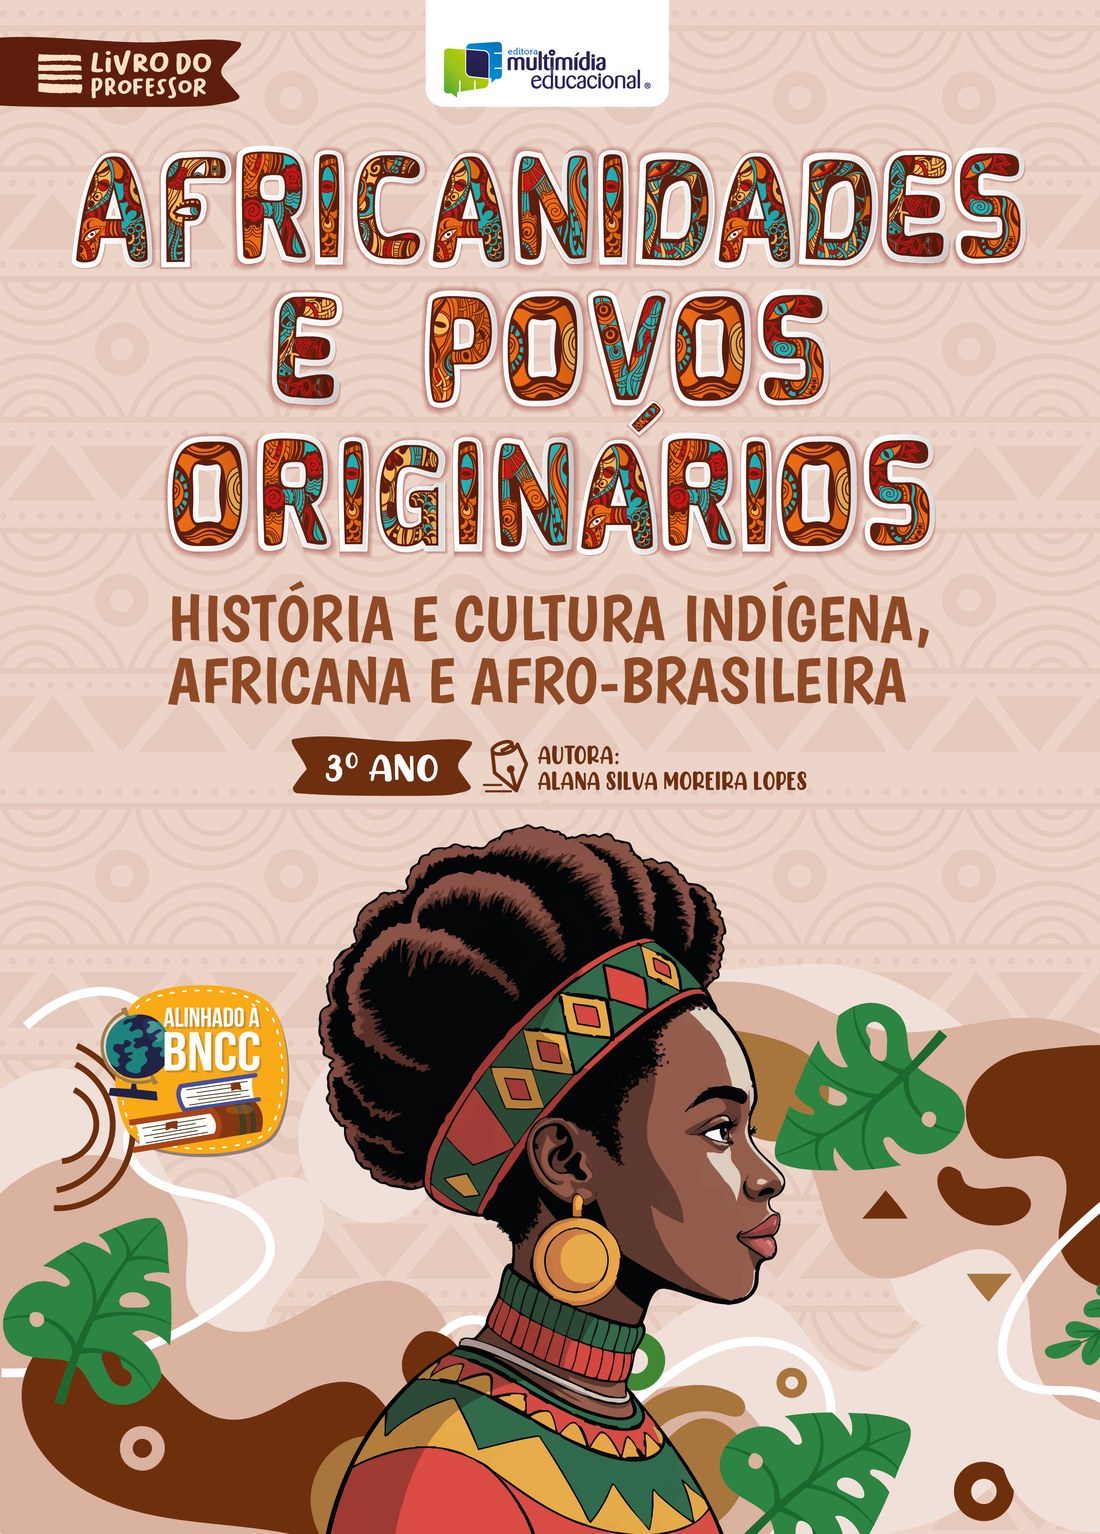 LIVRO DO
PROFESSOR
editora
multimídia
educacional®
AFRICANIDADES
E POVOS
ORIGINÁRIOS
HISTÓRIA E CULTURA INDÍGENA,
AFRICANA E AFRO-BRASILEIRA
3º ANO
AUTORA:
ALANA SILVA MOREIRA LOPES
ALINHADO À
BNCC